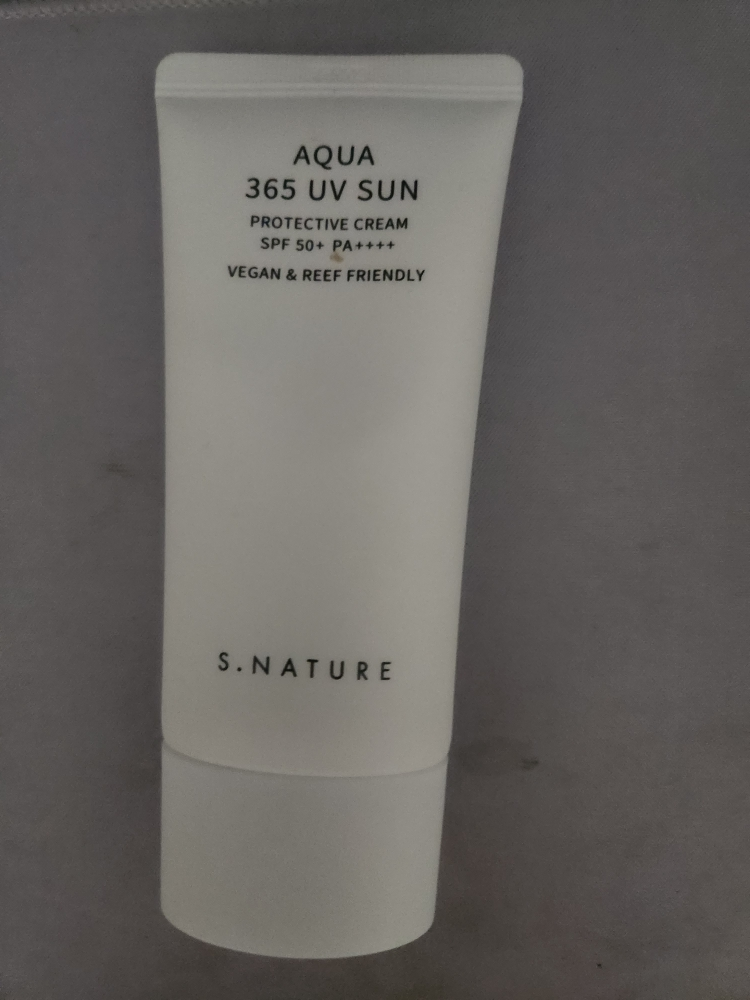 AQUA
365 UV SUN
PROTECTIVE CREAM
SPF 50+ PA++++
VEGAN & REEF FRIENDLY
S.NATURE